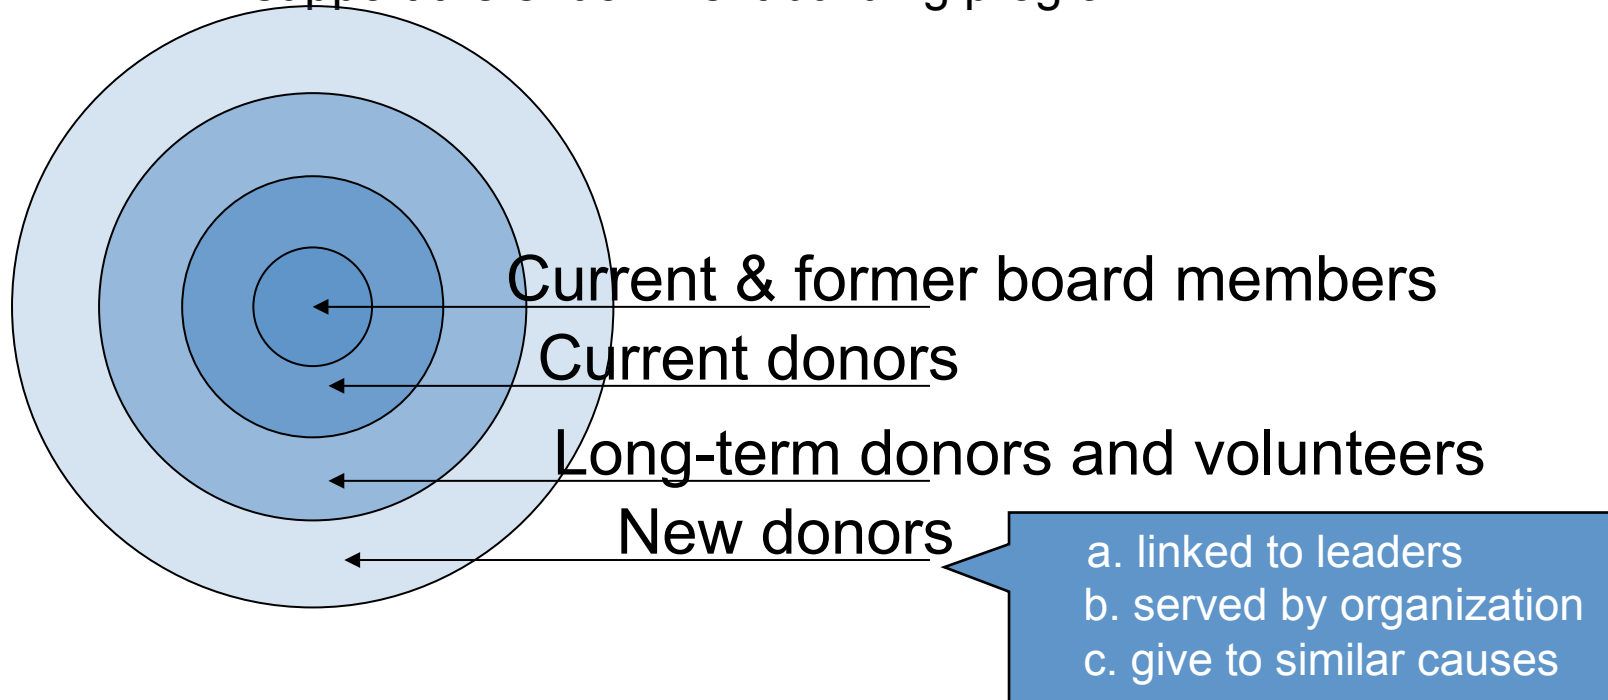 Current & former board members
Current donors
Long-term donors and volunteers
New donors
a. linked to leaders
b. served by organization
c. give to similar causes